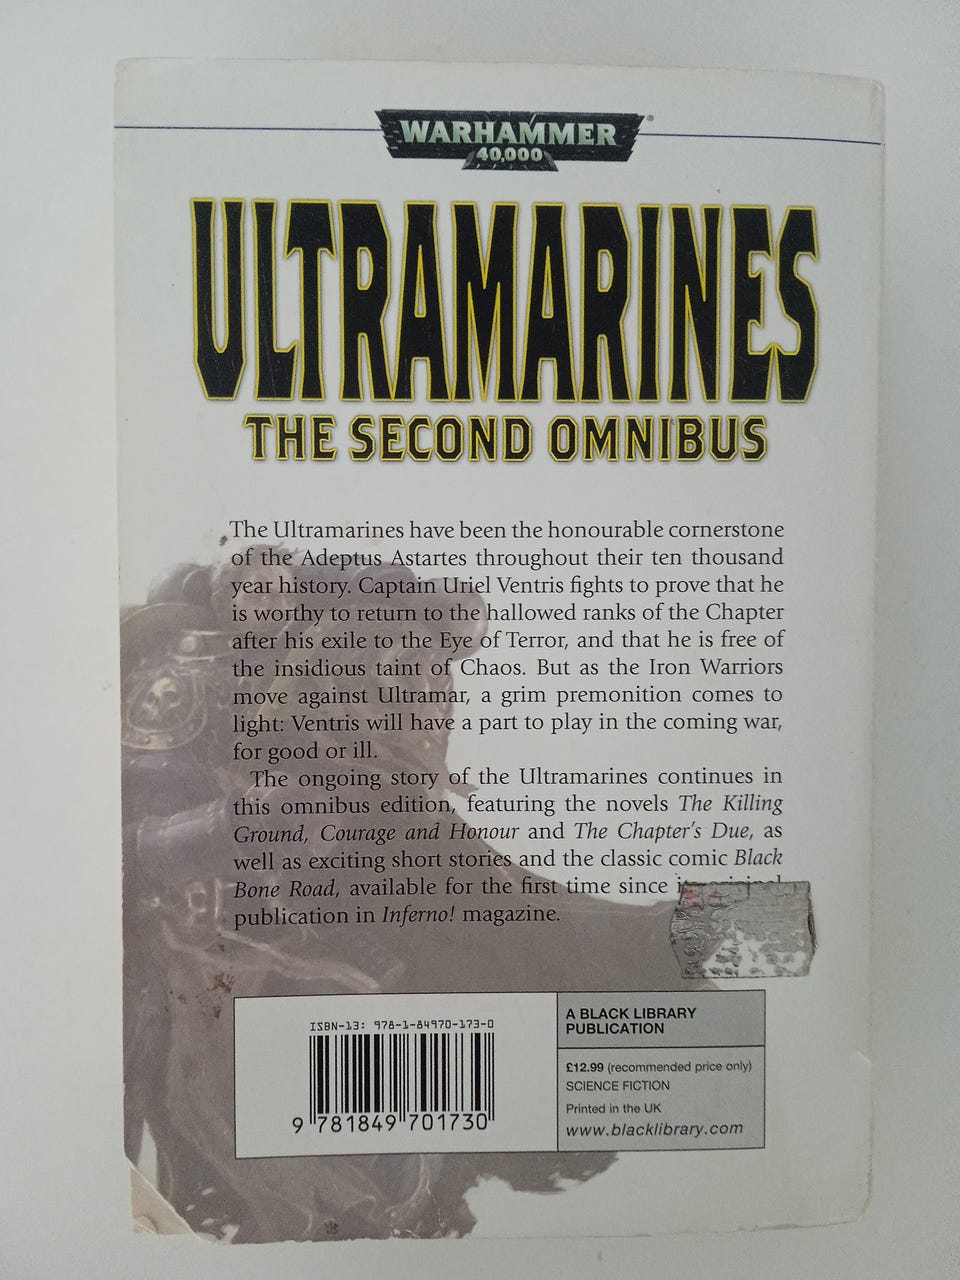 WARHAMMER
40,000
ULTRAMARINES
THE SECOND OMNIBUS
The Ultramarines have been the honourable cornerstone
of the Adeptus Astartes throughout their ten thousand
year history. Captain Uriel Ventris fights to prove that he
is worthy to return to the hallowed ranks of the Chapter
after his exile to the Eye of Terror, and that he is free of
the insidious taint of Chaos. But as the Iron Warriors
move against Ultramar, a grim premonition comes to
light: Ventris will have a part to play in the coming war,
for good or ill.
The ongoing story of the Ultramarines continues in
this omnibus edition, featuring the novels The Killing
Ground, Courage and Honour and The Chapter's Due, as
well as exciting short stories and the classic comic Black
Bone Road, available for the first time since its original
publication in Inferno! magazine.
ISBN-13: 978-1-84970-173-0
9 781849 701730
A BLACK LIBRARY
PUBLICATION
£12.99 (recommended price only)
SCIENCE FICTION
Printed in the UK
www.blacklibrary.com